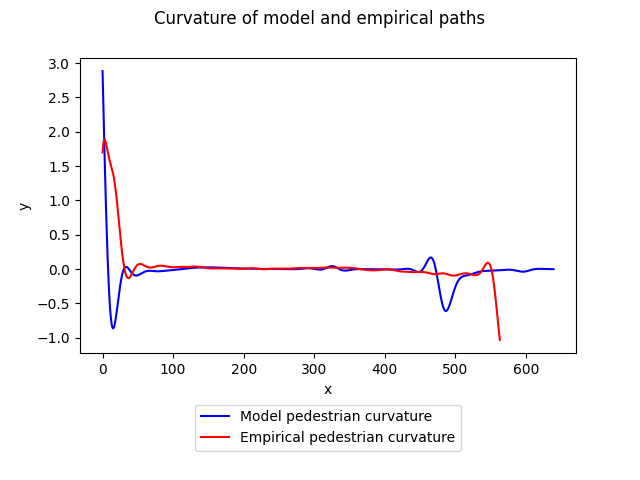 Curvature of model and empirical paths
3.0
2.5
2.0
1.5
1.0
0.5
0.0
−0.5
−1.0
y
0 100 200 300 400 500 600
x
Model pedestrian curvature
Empirical pedestrian curvature